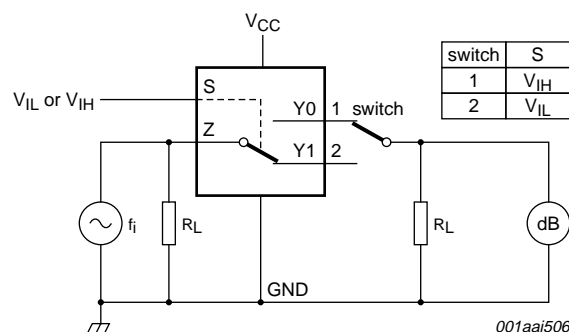 VCC
switch S
1 VIH
2 VIL
S
VIL or VIH
Y0 1 switch
Z
Y1 2
fi
RL
RL
dB
GND
001aai506